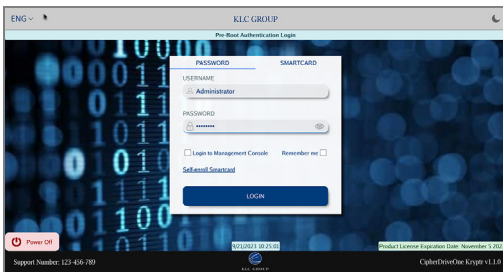 ENG
KLC GROUP
Pre-Boot Authentication Login
PASSWORD SMARTCARD
USERNAME
Administrator
PASSWORD
Login to Management Console Remember me
Self-enroll Smartcard
LOGIN
Power Off
9/21/2023 10:25:01
Product License Expiration Date: November 5 202
Support Number: 123-456-789
KLC GROUP
CipherDriveOne Kryptr v1.1.0